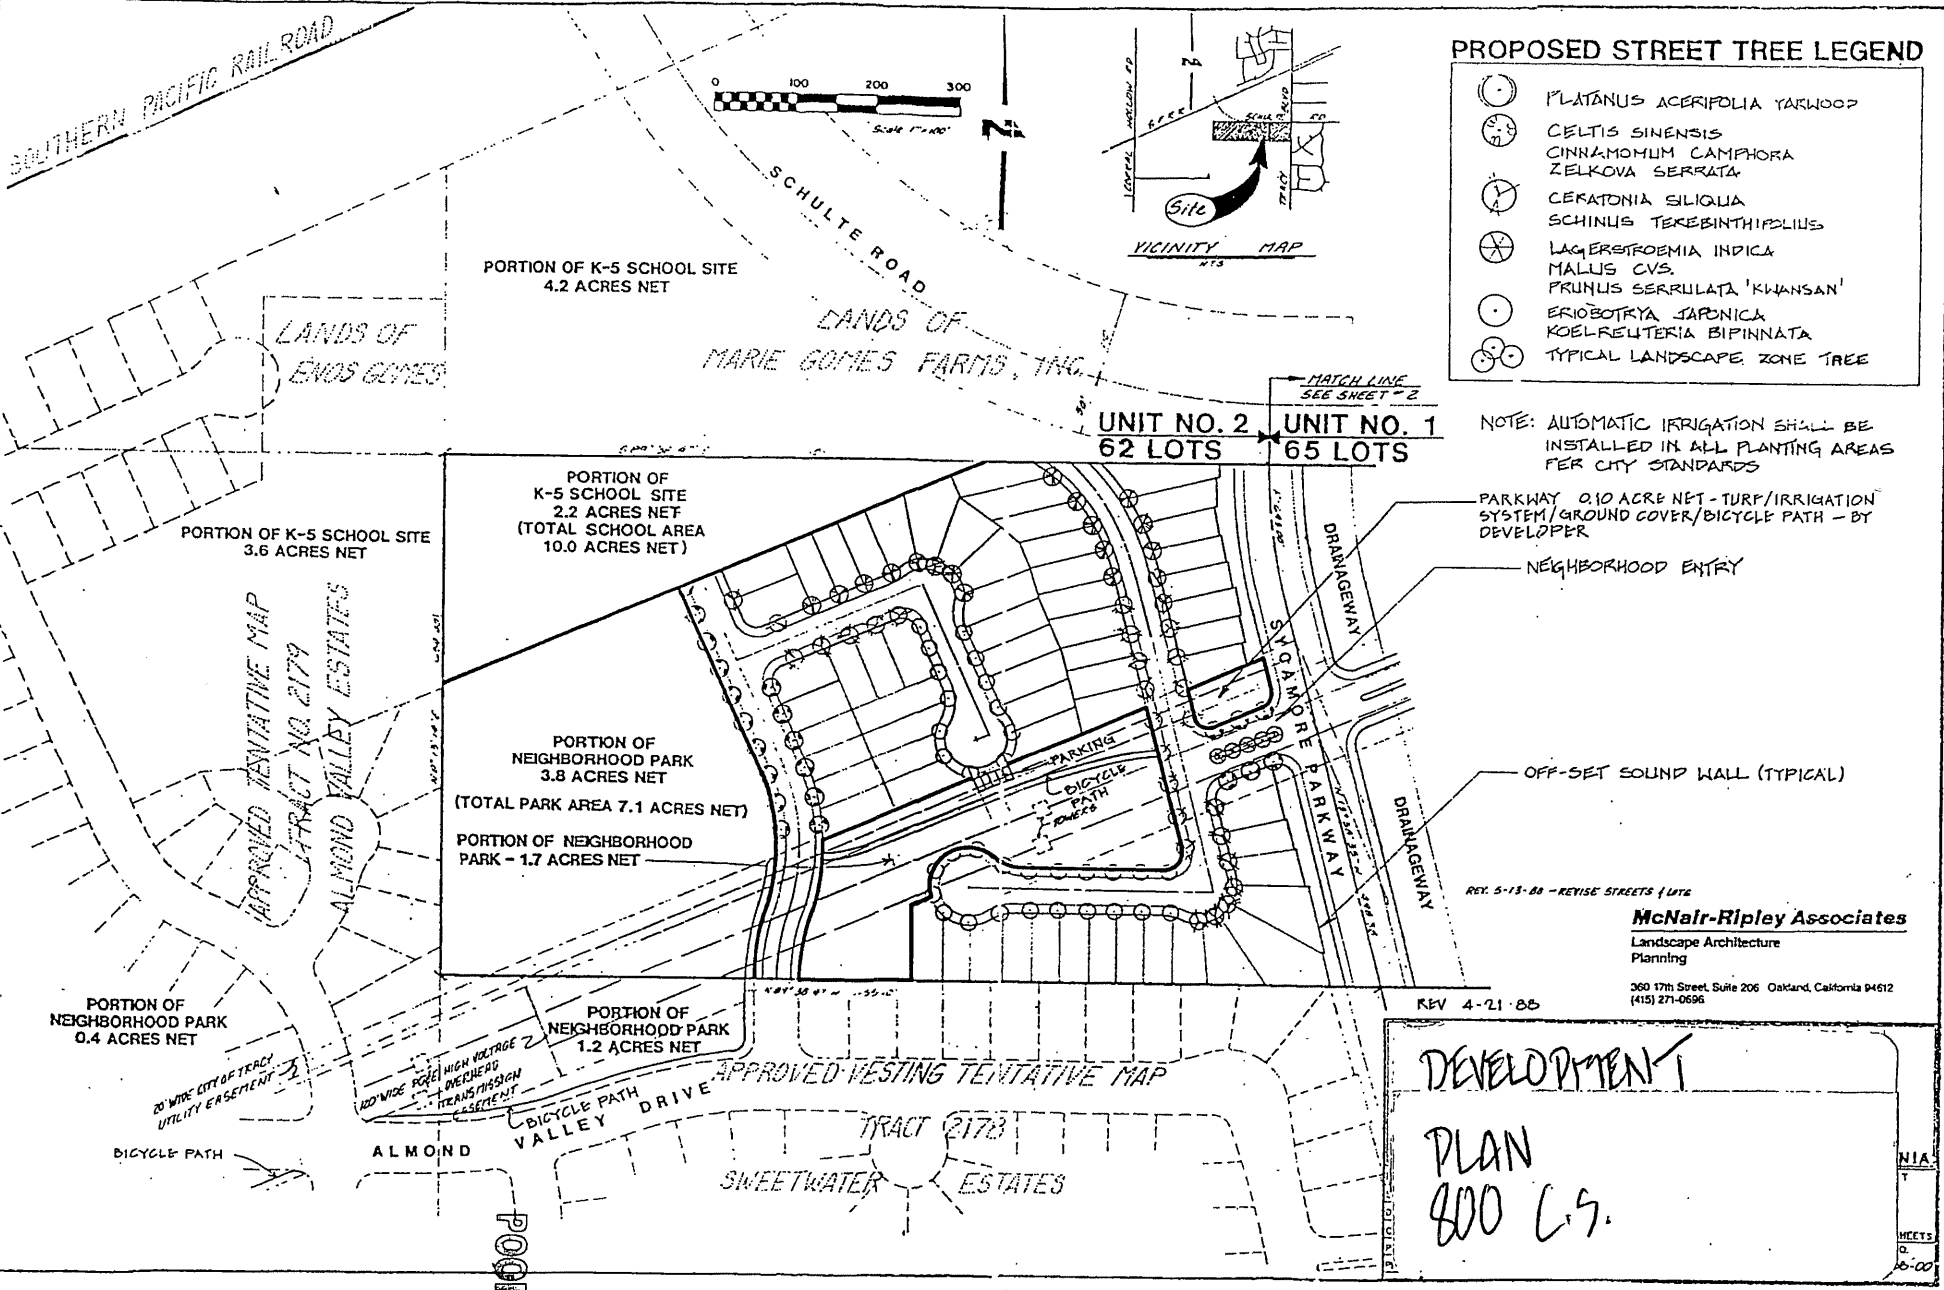 SOUTHERN PACIFIC RAIL ROAD
0 100 200 300
Scale 1"=100'
SCHULTE ROAD
Site
VICINITY MAP
NTS
PROPOSED STREET TREE LEGEND
PLATANUS ACERIFOLIA YARWOOD
CELTIS SINENSIS
CINNAMOMUM CAMPHORA
ZELKOVA SERRATA
CERATONIA SILIQUA
SCHINUS TEREBINTHIFOLIUS
LAGERSTROEMIA INDICA
MALUS CVS.
PRUNUS SERRULATA 'KWANSAN'
ERIOBOTRYA JAPONICA
KOELREUTERIA BIPINNATA
TYPICAL LANDSCAPE ZONE TREE
NOTE: AUTOMATIC IRRIGATION SHALL BE
INSTALLED IN ALL PLANTING AREAS
PER CITY STANDARDS
PARKWAY 0.10 ACRE NET - TURF/IRRIGATION
SYSTEM/GROUND COVER/BICYCLE PATH - BY
DEVELOPER
NEIGHBORHOOD ENTRY
OFF-SET SOUND WALL (TYPICAL)
PORTION OF K-5 SCHOOL SITE
4.2 ACRES NET
LANDS OF
ENOS GOMES
LANDS OF
MARIE GOMES FARMS, INC.
MATCH LINE
SEE SHEET #2
UNIT NO. 2
62 LOTS
UNIT NO. 1
65 LOTS
PORTION OF
K-5 SCHOOL SITE
2.2 ACRES NET
(TOTAL SCHOOL AREA
10.0 ACRES NET)
PORTION OF K-5 SCHOOL SITE
3.6 ACRES NET
APPROVED TENTATIVE MAP
TRACT NO. 2179
ALMOND VALLEY ESTATES
DRAINAGEWAY
SYCAMORE PARKWAY
DRAINAGEWAY
PORTION OF
NEIGHBORHOOD PARK
3.8 ACRES NET
(TOTAL PARK AREA 7.1 ACRES NET)
PORTION OF NEIGHBORHOOD
PARK - 1.7 ACRES NET
PARKING
BICYCLE
PATH
TOWERS
REV. 5-13-88 - REVISE STREETS & LOTS
McNair-Ripley Associates
Landscape Architecture
Planning
360 17th Street, Suite 206 Oakland, California 94612
(415) 271-0696
REV 4-21-88
PORTION OF
NEIGHBORHOOD PARK
0.4 ACRES NET
PORTION OF
NEIGHBORHOOD PARK
1.2 ACRES NET
20' WIDE CITY OF TRACY
UTILITY EASEMENT
120' WIDE PG&E HIGH VOLTAGE
OVERHEAD
TRANSMISSION
EASEMENT
BICYCLE PATH
BICYCLE PATH
ALMOND VALLEY DRIVE
APPROVED VESTING TENTATIVE MAP
TRACT 2178
SWEETWATER ESTATES
DEVELOPMENT
PLAN
800 C.S.